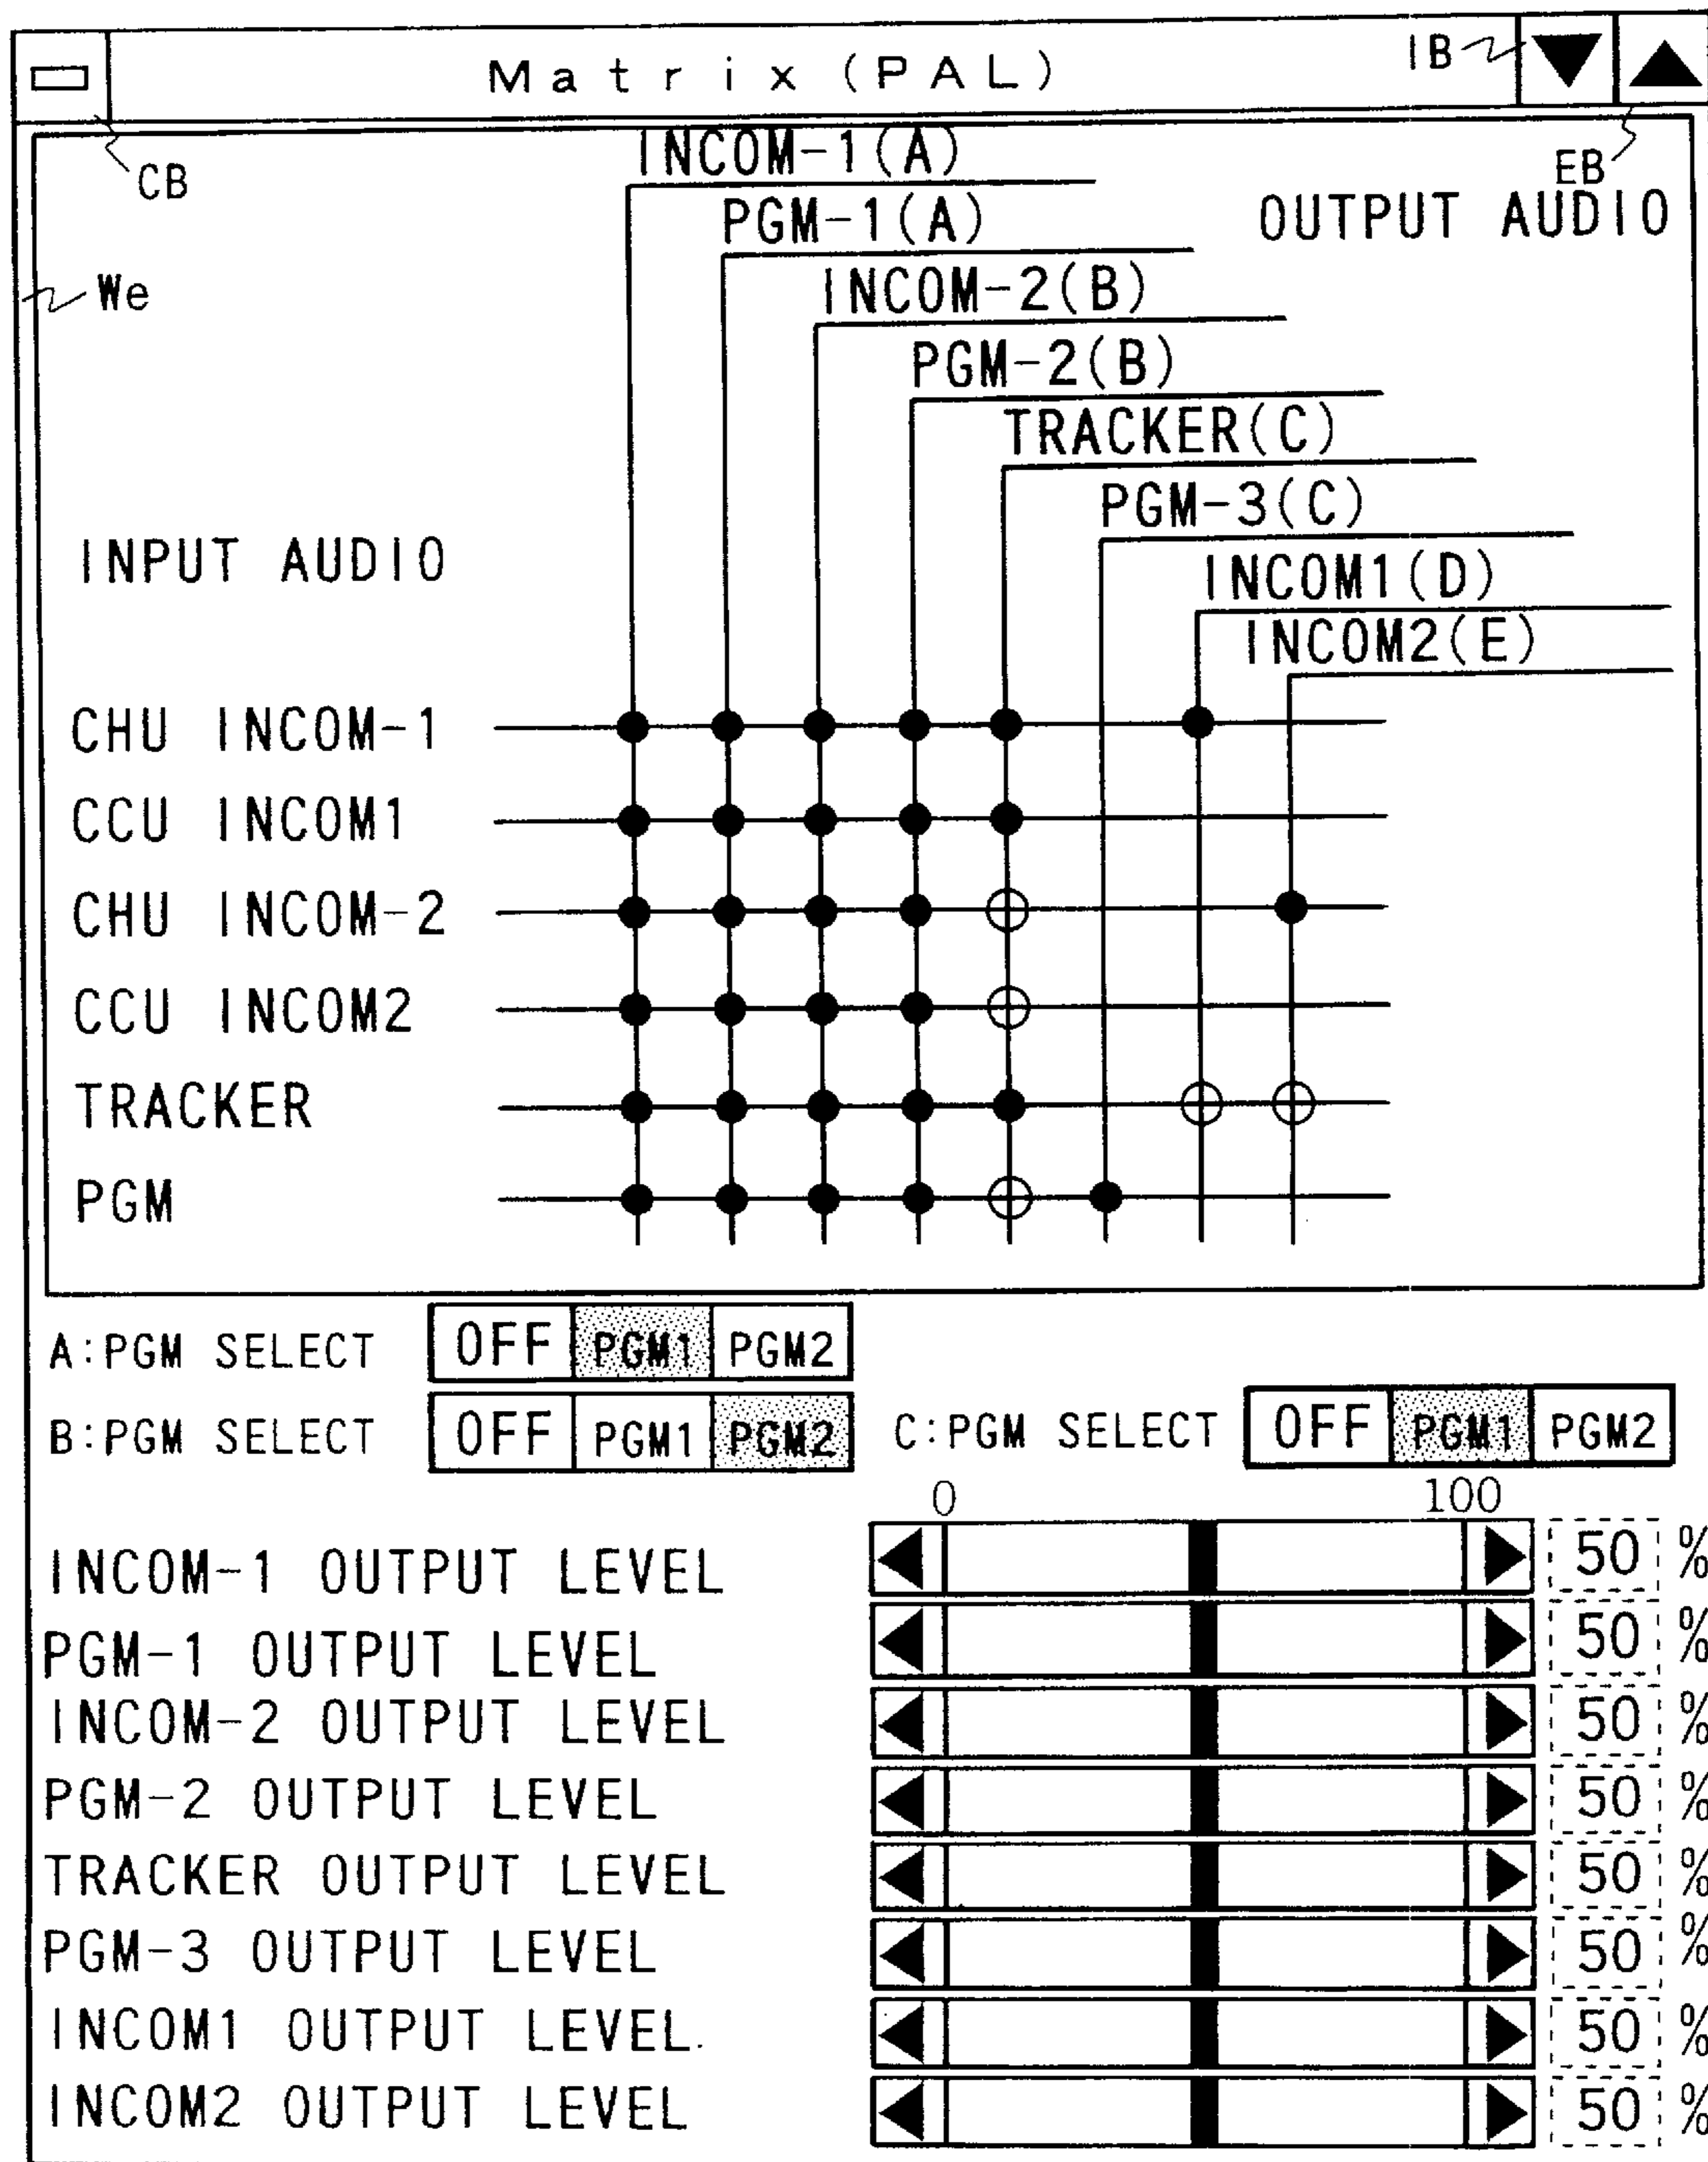 Matrix (PAL)
IB
CB
EB
We
INCOM-1(A)
PGM-1(A)
OUTPUT AUDIO
INCOM-2(B)
PGM-2(B)
TRACKER(C)
PGM-3(C)
INPUT AUDIO
INCOM1(D)
INCOM2(E)
CHU INCOM-1
CCU INCOM1
CHU INCOM-2
CCU INCOM2
TRACKER
PGM
A:PGM SELECT OFF PGM1 PGM2
B:PGM SELECT OFF PGM1 PGM2
C:PGM SELECT OFF PGM1 PGM2
0 100
INCOM-1 OUTPUT LEVEL 50 %
PGM-1 OUTPUT LEVEL 50 %
INCOM-2 OUTPUT LEVEL 50 %
PGM-2 OUTPUT LEVEL 50 %
TRACKER OUTPUT LEVEL 50 %
PGM-3 OUTPUT LEVEL 50 %
INCOM1 OUTPUT LEVEL 50 %
INCOM2 OUTPUT LEVEL 50 %